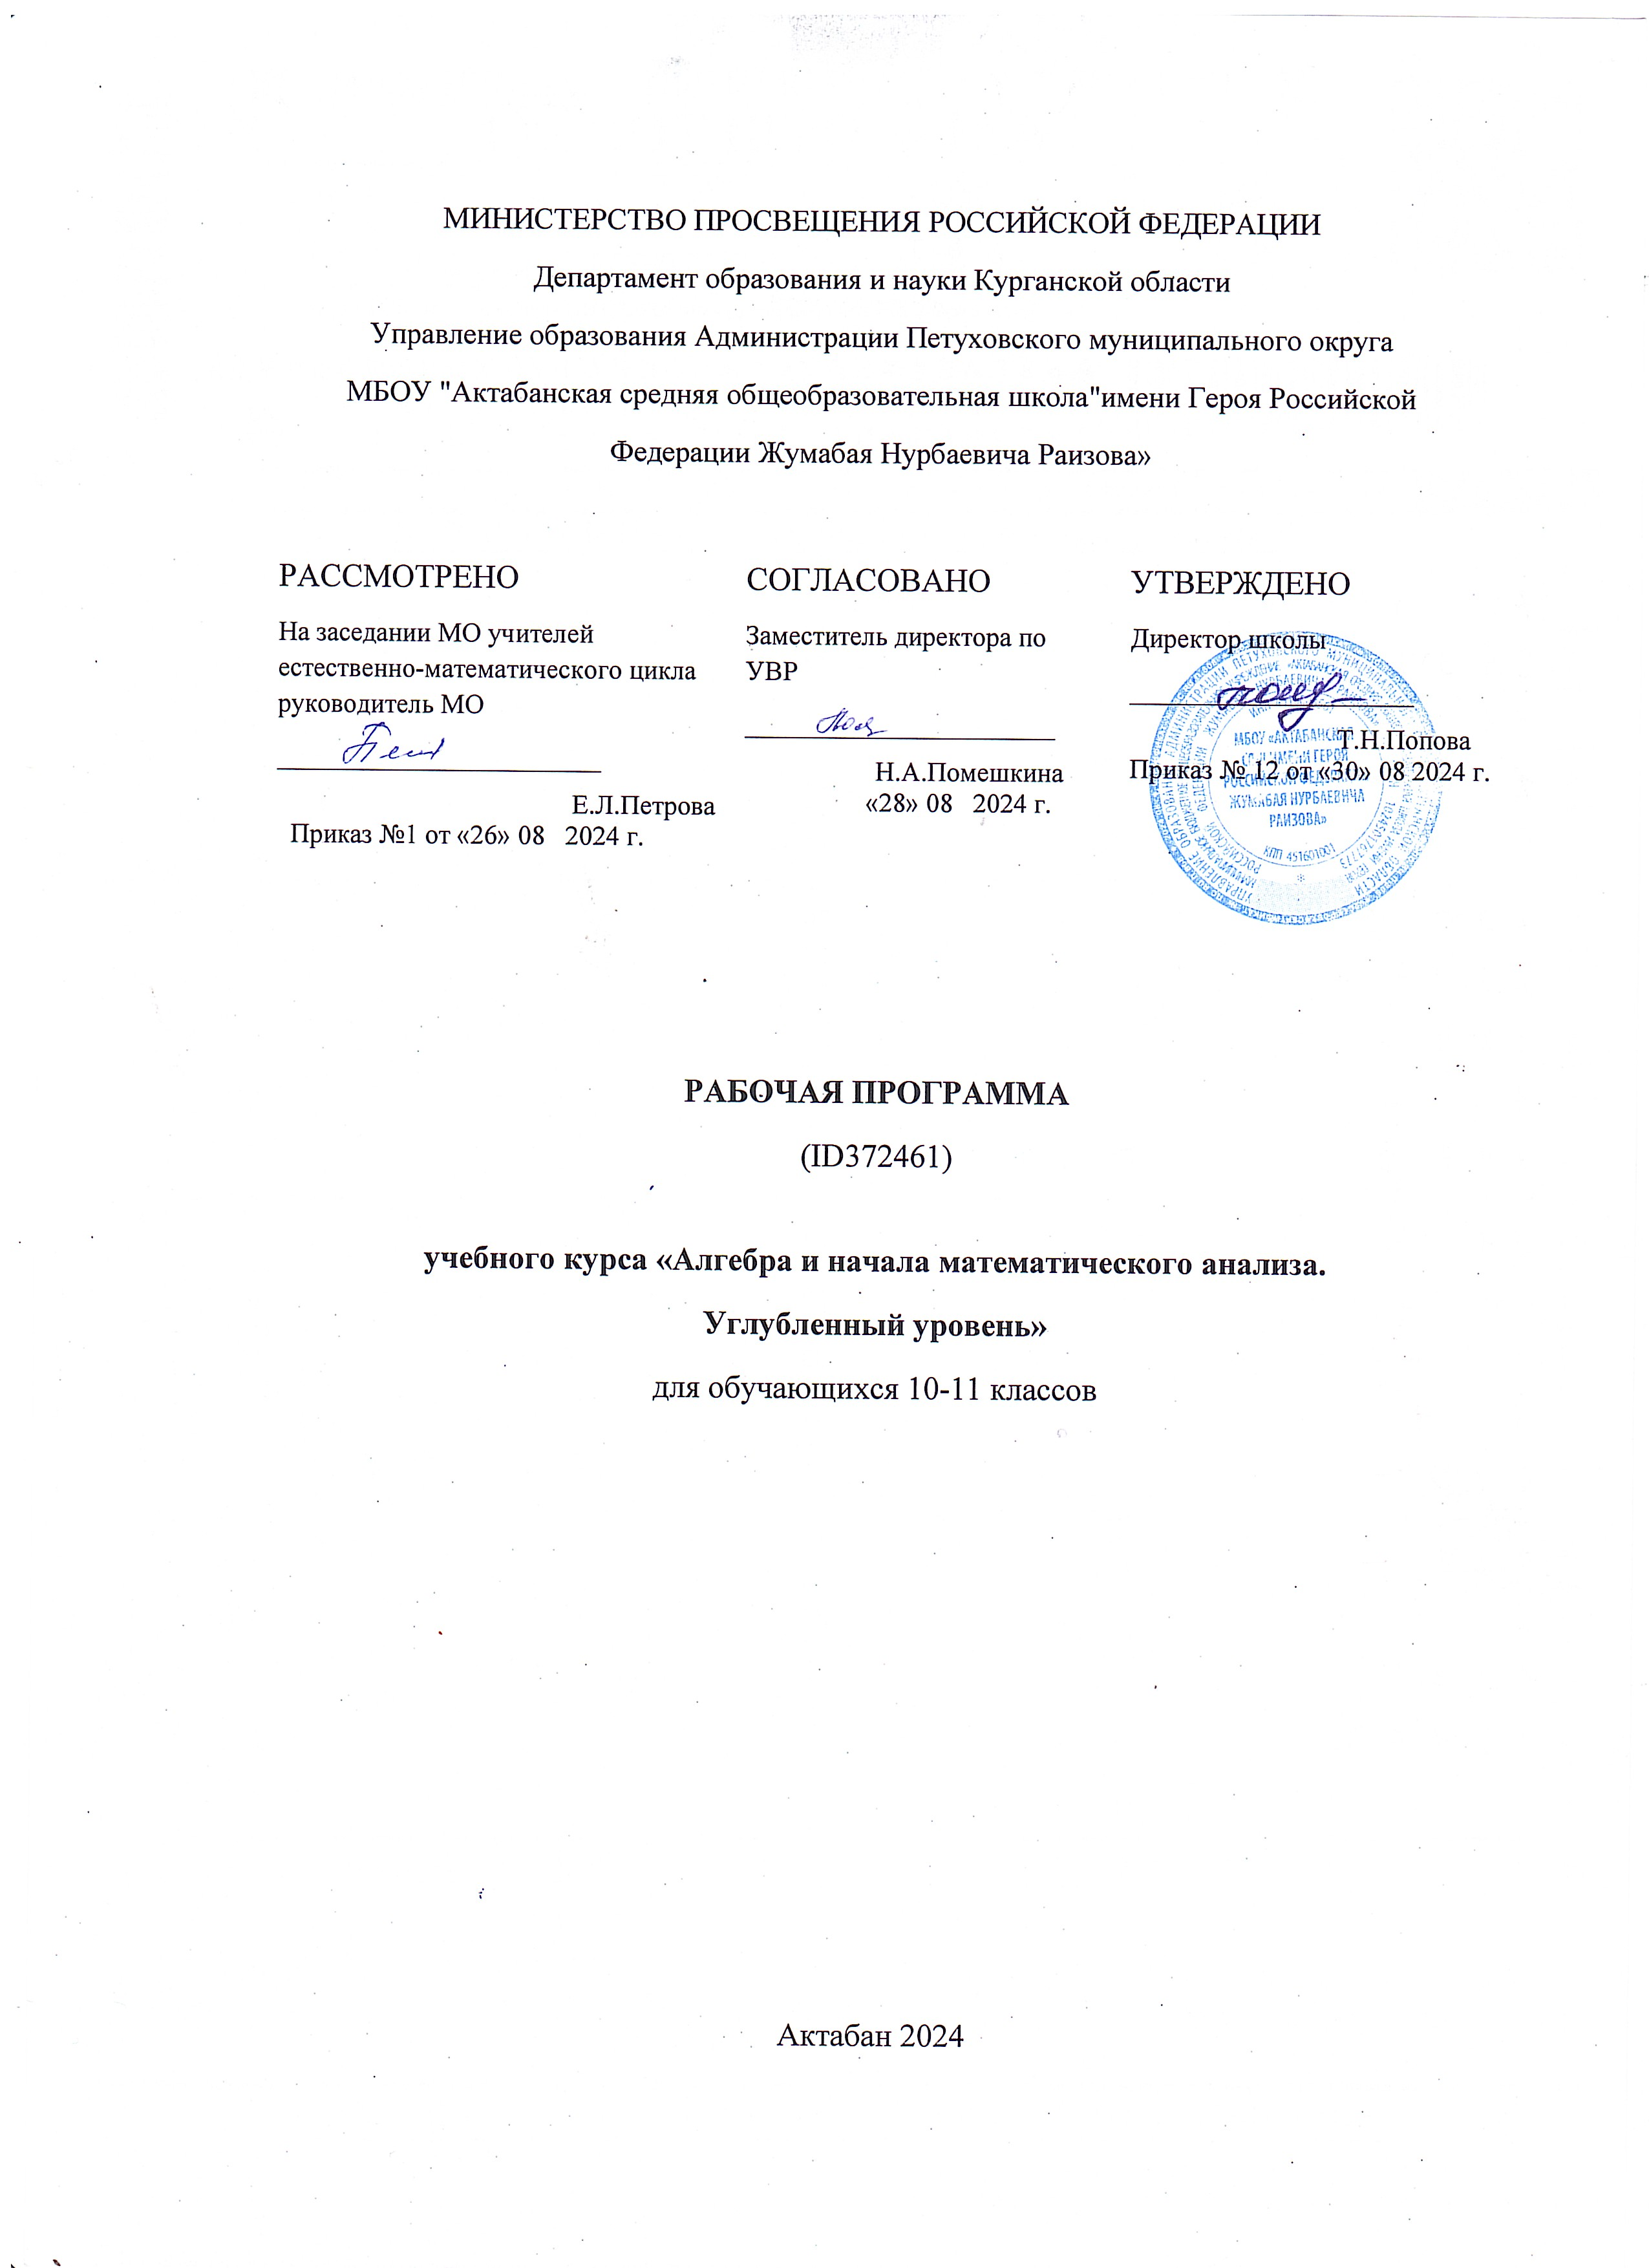 МИНИСТЕРСТВО ПРОСВЕЩЕНИЯ РОССИЙСКОЙ ФЕДЕРАЦИИ
Департамент образования и науки Курганской области
Управление образования Администрации Петуховского муниципального округа
МБОУ "Актабанская средняя общеобразовательная школа"имени Героя Российской
Федерации Жумабая Нурбаевича Раизова»
РАССМОТРЕНО
На заседании МО учителей
естественно-математического цикла
руководитель МО
Е.Л.Петрова
Приказ №1 от «26» 08 2024 г.
СОГЛАСОВАНО
Заместитель директора по
УВР
Н.А.Помешкина
«28» 08 2024 г.
УТВЕРЖДЕНО
Директор школы
Т.Н.Попова
Приказ № 12 от «30» 08 2024 г.
МБОУ «АКТАБАНСКАЯ
ЖУМАБАЯ НУРБАЕВИЧА
РАИЗОВА»
КПП 451601001
РАБОЧАЯ ПРОГРАММА
(ID372461)
учебного курса «Алгебра и начала математического анализа.
Углубленный уровень»
для обучающихся 10-11 классов
Актабан 2024